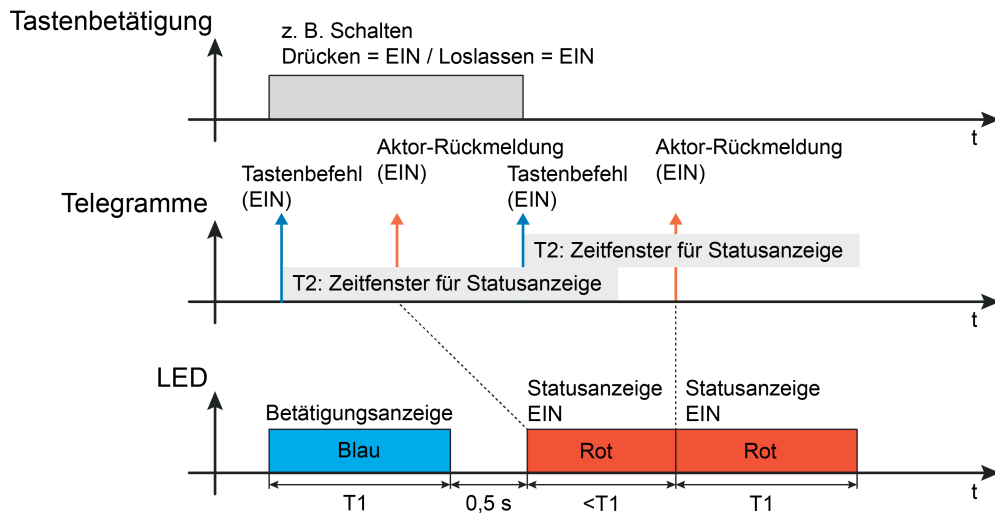 Tastenbetätigung
z. B. Schalten
Drücken = EIN / Loslassen = EIN
t
Telegramme
Tastenbefehl
(EIN)
Aktor-Rückmeldung
(EIN)
Tastenbefehl
(EIN)
Aktor-Rückmeldung
(EIN)
T2: Zeitfenster für Statusanzeige
T2: Zeitfenster für Statusanzeige
t
LED
Betätigungsanzeige
Statusanzeige
EIN
Statusanzeige
EIN
Blau
Rot
Rot
t
T1
0,5 s
<T1
T1